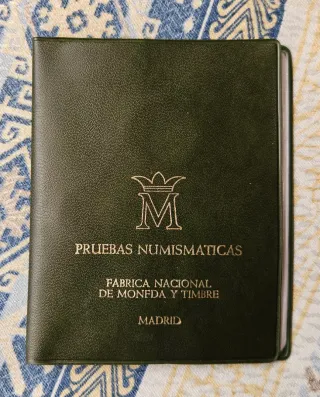 M
PRUEBAS NUMISMATICAS
FABRICA NACIONAL
DE MONEDA Y TIMBRE
MADRID